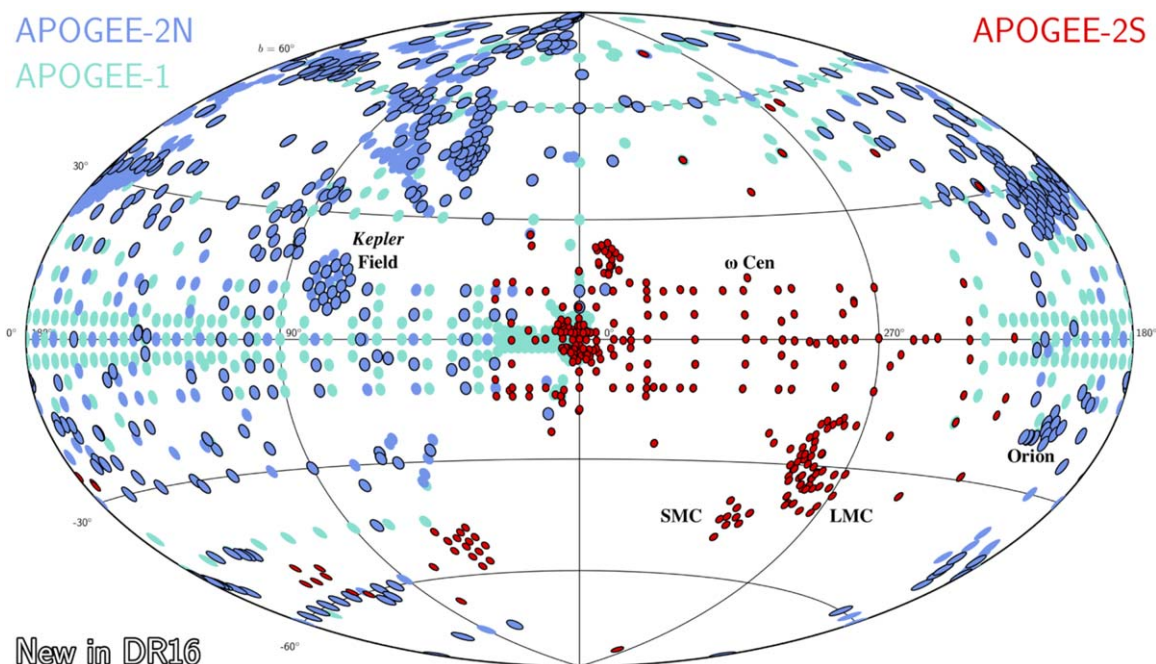 APOGEE-2N
APOGEE-2S
APOGEE-1
b = 60°
30°
Kepler
Field
ω Cen
0°
180°
90°
0°
270°
180°
Orion
-30°
SMC
LMC
-60°
New in DR16